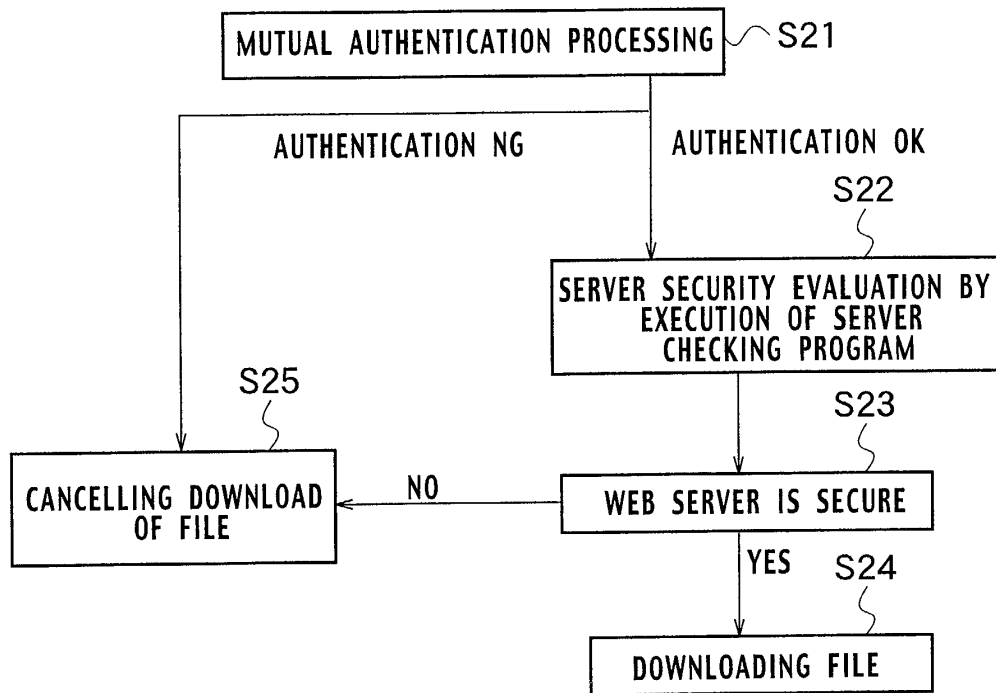 MUTUAL AUTHENTICATION PROCESSING
S21
AUTHENTICATION NG
AUTHENTICATION OK
S22
SERVER SECURITY EVALUATION BY
EXECUTION OF SERVER
CHECKING PROGRAM
S25
S23
CANCELLING DOWNLOAD
OF FILE
NO
WEB SERVER IS SECURE
YES
S24
DOWNLOADING FILE